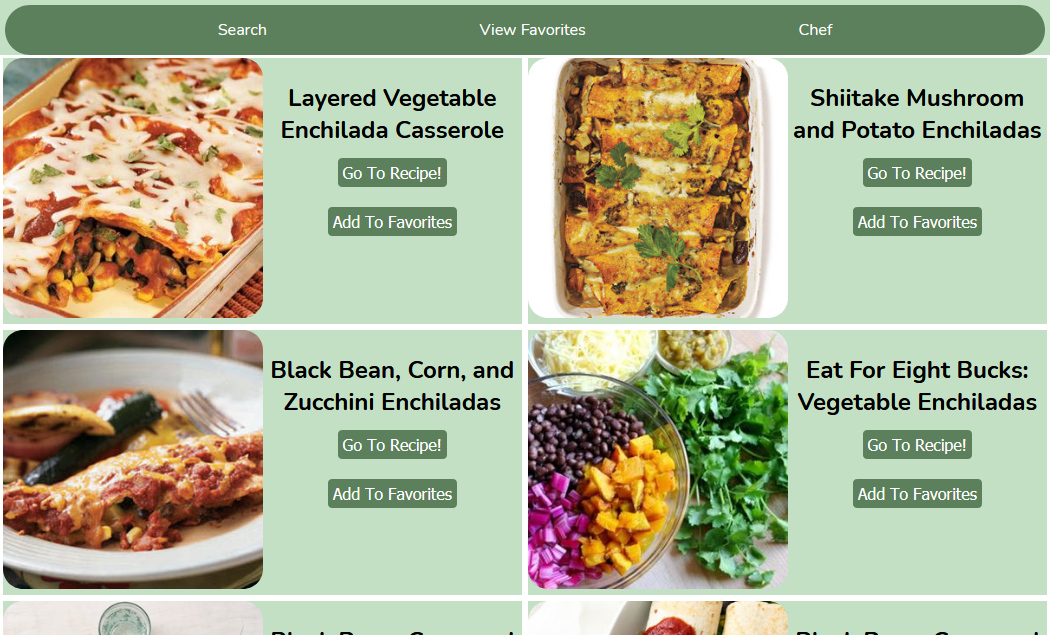 Search
View Favorites
Chef
Layered Vegetable
Enchilada Casserole
Go To Recipe!
Add To Favorites
Shiitake Mushroom
and Potato Enchiladas
Go To Recipe!
Add To Favorites
Black Bean, Corn, and
Zucchini Enchiladas
Go To Recipe!
Add To Favorites
Eat For Eight Bucks:
Vegetable Enchiladas
Go To Recipe!
Add To Favorites